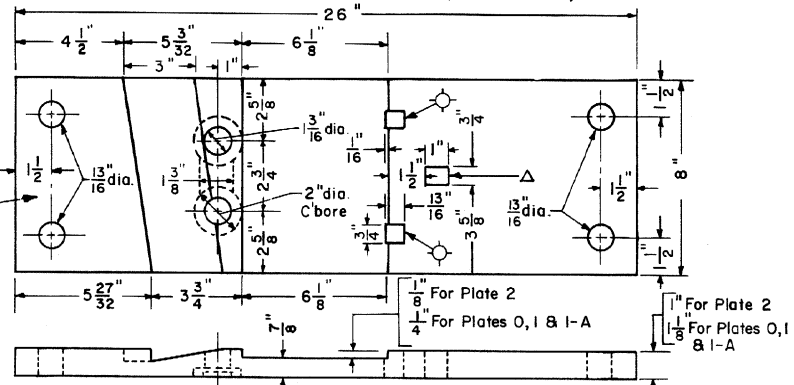 26"
4 1/2" 5 3/32" 6 1/8"
3" 1"
2 5/8"
1 3/16" dia.
3/4"
1 1/2"
1/16" 1"
1 1/2" 13/16" dia. 1 3/8" 2 3/4" 1 1/2" △ 1 1/2" 8"
2" dia.
C'bore
13/16"
13/16" dia.
3/4" 3 5/8"
2 5/8" 1 1/2"
5 27/32" 3 3/4" 6 1/8"
1/8" For Plate 2
1/4" For Plates 0, 1 & 1-A
1" For Plate 2
1 1/8" For Plates 0, 1
& 1-A
7/8"